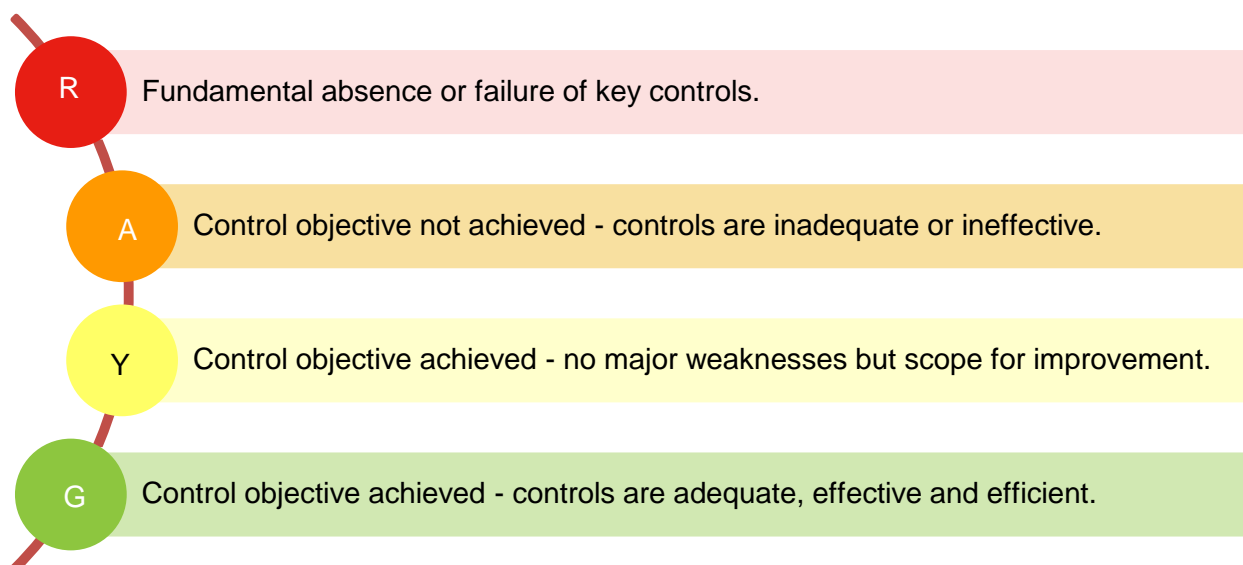 R
Fundamental absence or failure of key controls.
A
Control objective not achieved - controls are inadequate or ineffective.
Y
Control objective achieved - no major weaknesses but scope for improvement.
G
Control objective achieved - controls are adequate, effective and efficient.